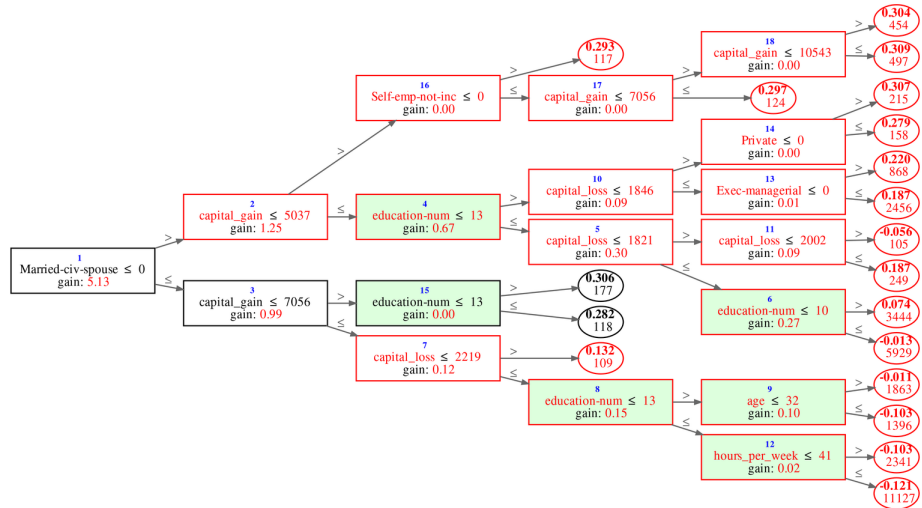 1
Married-civ-spouse ≤ 0
gain: 5.13
>
≤
2
capital_gain ≤ 5037
gain: 1.25
>
≤
3
capital_gain ≤ 7056
gain: 0.99
>
≤
16
Self-emp-not-inc ≤ 0
gain: 0.00
>
≤
4
education-num ≤ 13
gain: 0.67
>
≤
15
education-num ≤ 13
gain: 0.00
>
≤
7
capital_loss ≤ 2219
gain: 0.12
>
≤
0.293
117
17
capital_gain ≤ 7056
gain: 0.00
>
≤
10
capital_loss ≤ 1846
gain: 0.09
>
≤
5
capital_loss ≤ 1821
gain: 0.30
>
≤
0.306
177
0.282
118
0.132
109
8
education-num ≤ 13
gain: 0.15
>
≤
18
capital_gain ≤ 10543
gain: 0.00
>
≤
0.297
124
14
Private ≤ 0
gain: 0.00
>
≤
13
Exec-managerial ≤ 0
gain: 0.01
>
≤
11
capital_loss ≤ 2002
gain: 0.09
>
≤
6
education-num ≤ 10
gain: 0.27
>
≤
9
age ≤ 32
gain: 0.10
>
≤
12
hours_per_week ≤ 41
gain: 0.02
>
≤
0.304
454
0.309
497
0.307
215
0.279
158
0.220
868
0.187
2456
-0.056
105
0.187
249
0.074
3444
-0.013
5929
-0.011
1863
-0.103
1396
-0.103
2341
-0.121
11127